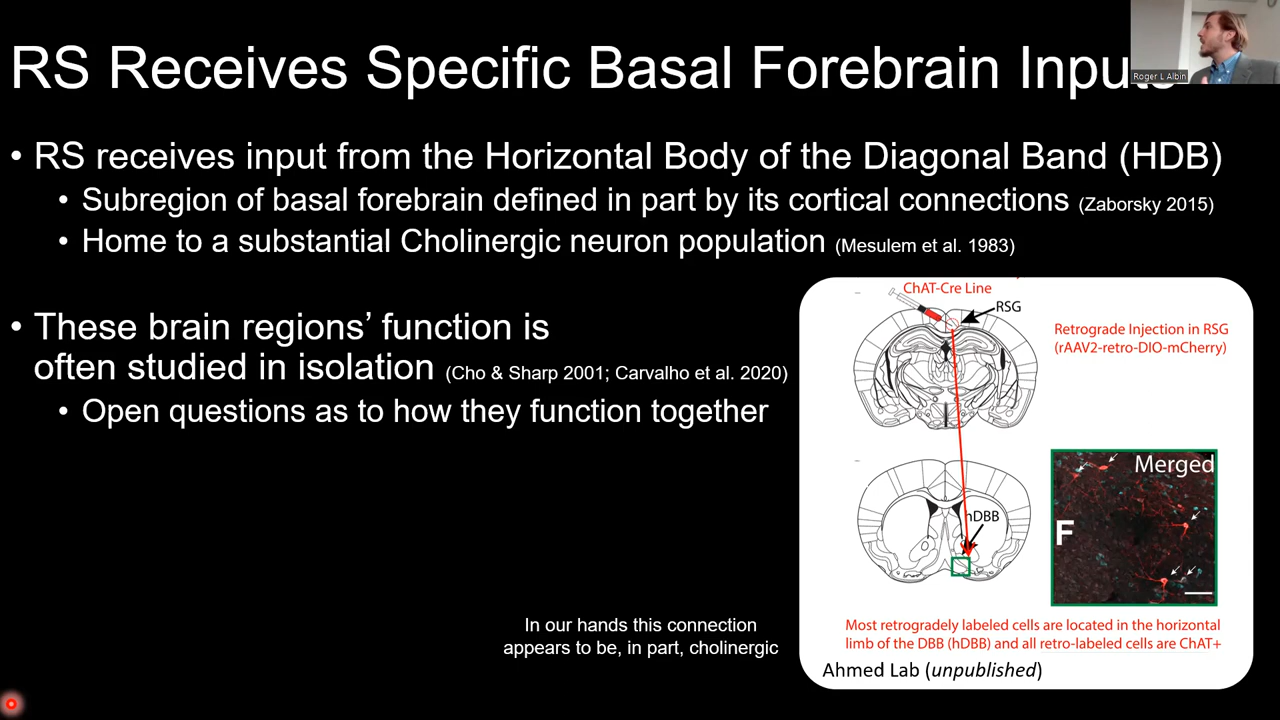 RS Receives Specific Basal Forebrain Inputs
Roger L Albin
• RS receives input from the Horizontal Body of the Diagonal Band (HDB)
• Subregion of basal forebrain defined in part by its cortical connections (Zaborsky 2015)
• Home to a substantial Cholinergic neuron population (Mesulem et al. 1983)
• These brain regions’ function is
often studied in isolation (Cho & Sharp 2001; Carvalho et al. 2020)
• Open questions as to how they function together
In our hands this connection
appears to be, in part, cholinergic
ChAT-Cre Line
RSG
Retrograde Injection in RSG
(rAAV2-retro-DIO-mCherry)
hDBB
Merged
F
Most retrogradely labeled cells are located in the horizontal
limb of the DBB (hDBB) and all retro-labeled cells are ChAT+
Ahmed Lab (unpublished)